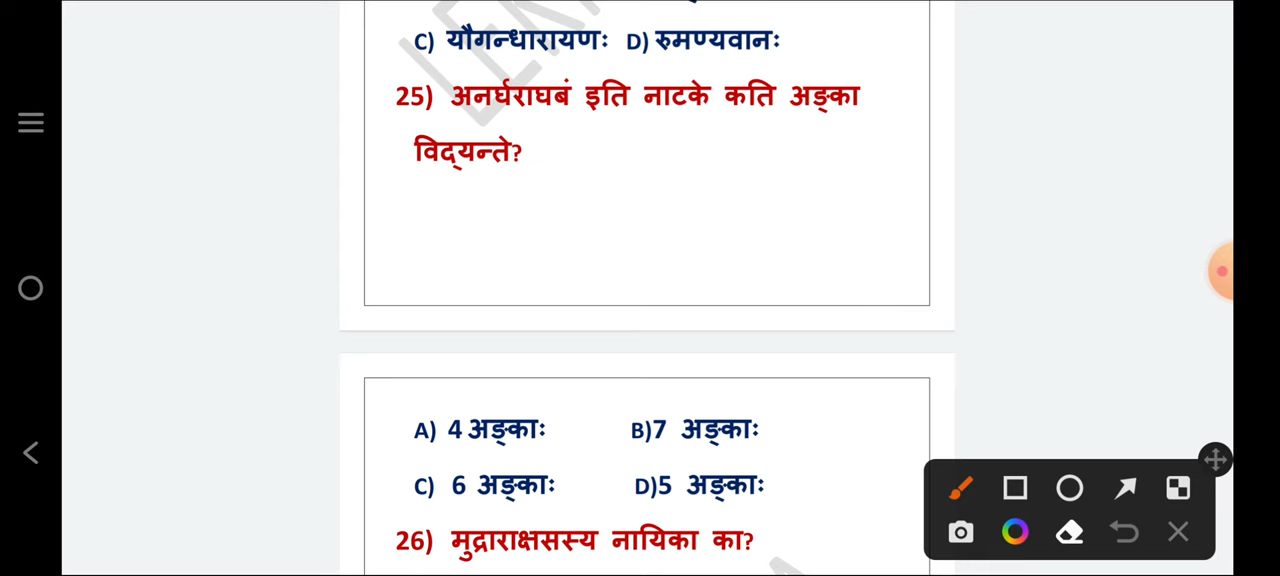 C) यौगन्धारायणः D) रुमण्यवानः
25) अनर्घराघबं इति नाटके कति अङ्का
विद्यन्ते?
A) 4 अङ्काः B)7 अङ्काः
C) 6 अङ्काः D)5 अङ्काः
26) मुद्राराक्षसस्य नायिका का?